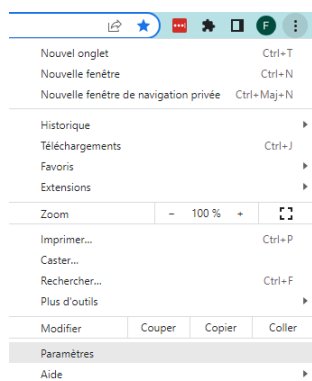 F
Nouvel onglet Ctrl+T
Nouvelle fenêtre Ctrl+N
Nouvelle fenêtre de navigation privée Ctrl+Maj+N
Historique
Téléchargements Ctrl+J
Favoris
Extensions
Zoom - 100 % +
Imprimer... Ctrl+P
Caster...
Rechercher... Ctrl+F
Plus d'outils
Modifier Couper Copier Coller
Paramètres
Aide